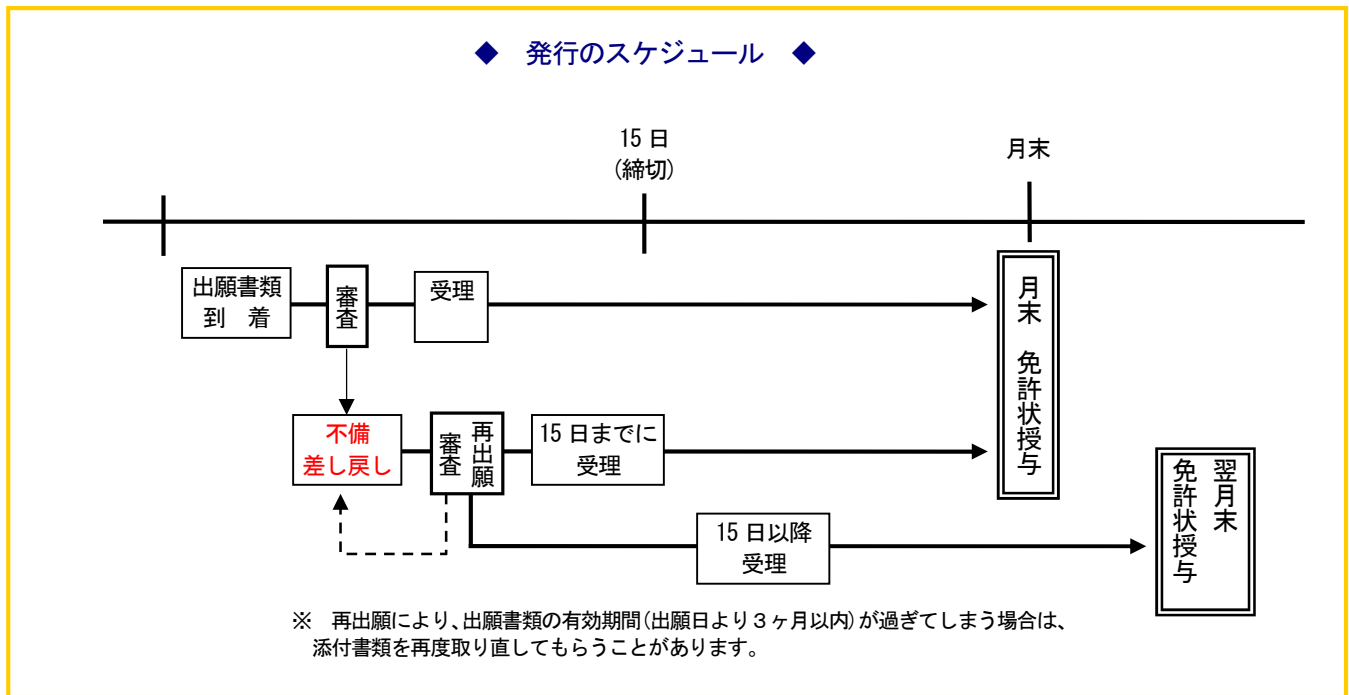 ◆ 発行のスケジュール ◆
15日
(締切)
月末
出願書類
到 着
審査
受理
月末 免許状授与
不備
差し戻し
再出願
審査
15日までに
受理
15日以降
受理
翌月末
免許状授与
※ 再出願により、出願書類の有効期間(出願日より3ヶ月以内)が過ぎてしまう場合は、
添付書類を再度取り直してもらうことがあります。